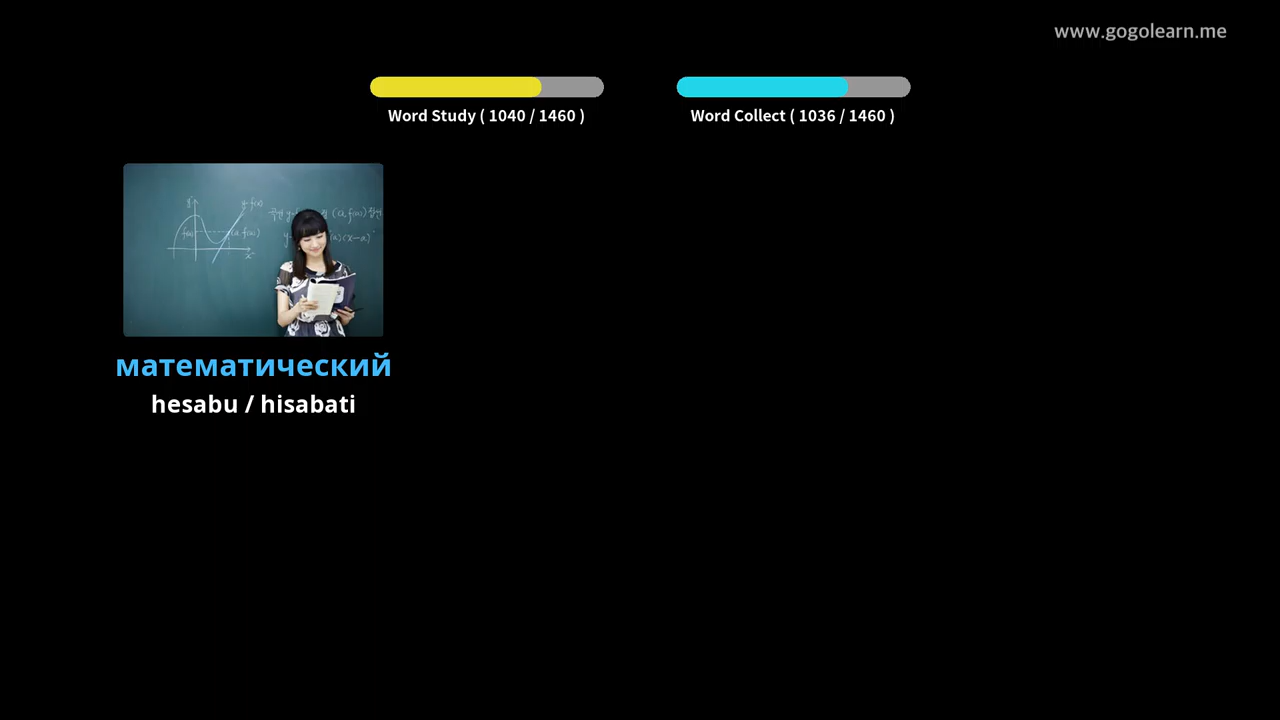 www.gogolearn.me
Word Study ( 1040 / 1460 )
Word Collect ( 1036 / 1460 )
математический
hesabu / hisabati